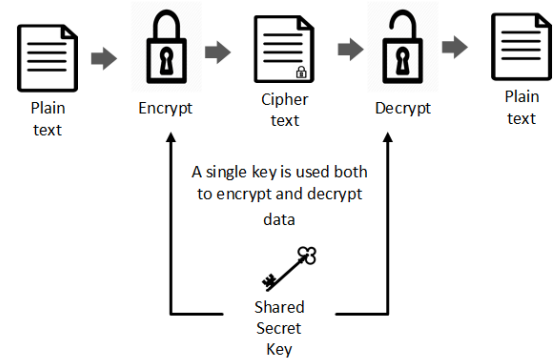 Plain
text
Encrypt
Cipher
text
Decrypt
Plain
text
A single key is used both
to encrypt and decrypt
data
Shared
Secret
Key